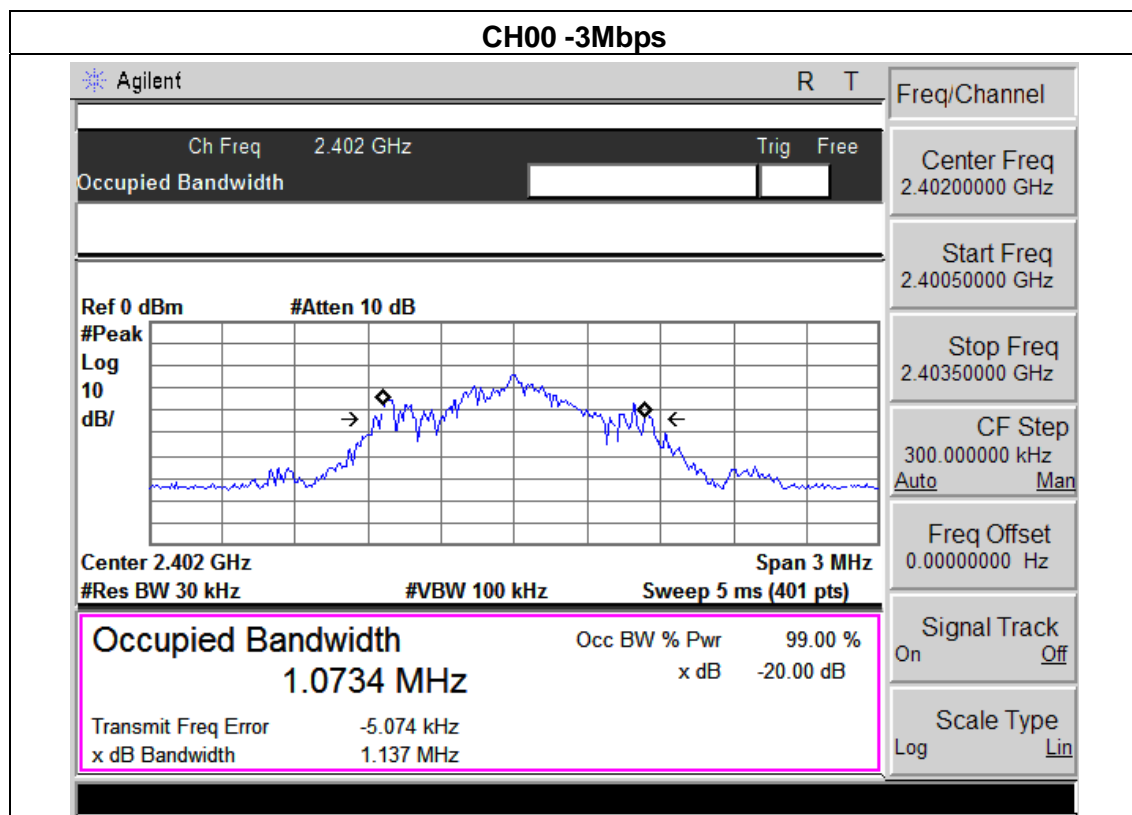 CH00 -3Mbps
Agilent R T
Ch Freq 2.402 GHz Trig Free
Occupied Bandwidth
Ref 0 dBm #Atten 10 dB
#Peak
Log
10
dB/
Center 2.402 GHz Span 3 MHz
#Res BW 30 kHz #VBW 100 kHz Sweep 5 ms (401 pts)
Occupied Bandwidth Occ BW % Pwr 99.00 %
1.0734 MHz x dB -20.00 dB
Transmit Freq Error -5.074 kHz
x dB Bandwidth 1.137 MHz
Freq/Channel
Center Freq
2.40200000 GHz
Start Freq
2.40050000 GHz
Stop Freq
2.40350000 GHz
CF Step
300.000000 kHz
Auto Man
Freq Offset
0.00000000 Hz
Signal Track
On Off
Scale Type
Log Lin